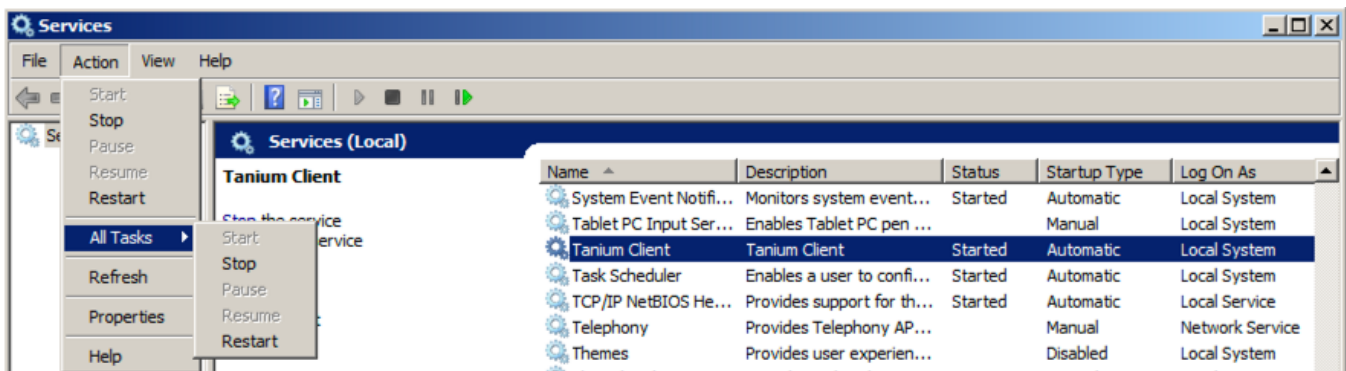 Services
File Action View Help
Start
Stop
Pause
Resume
Restart
All Tasks
Refresh
Properties
Help
Start
Stop
Pause
Resume
Restart
Services (Local)
Tanium Client
Stop the service
service
Name Description Status Startup Type Log On As
System Event Notifi... Monitors system event... Started Automatic Local System
Tablet PC Input Ser... Enables Tablet PC pen ... Manual Local System
Tanium Client Tanium Client Started Automatic Local System
Task Scheduler Enables a user to confi... Started Automatic Local System
TCP/IP NetBIOS He... Provides support for th... Started Automatic Local Service
Telephony Provides Telephony AP... Manual Network Service
Themes Provides user experien... Disabled Local System